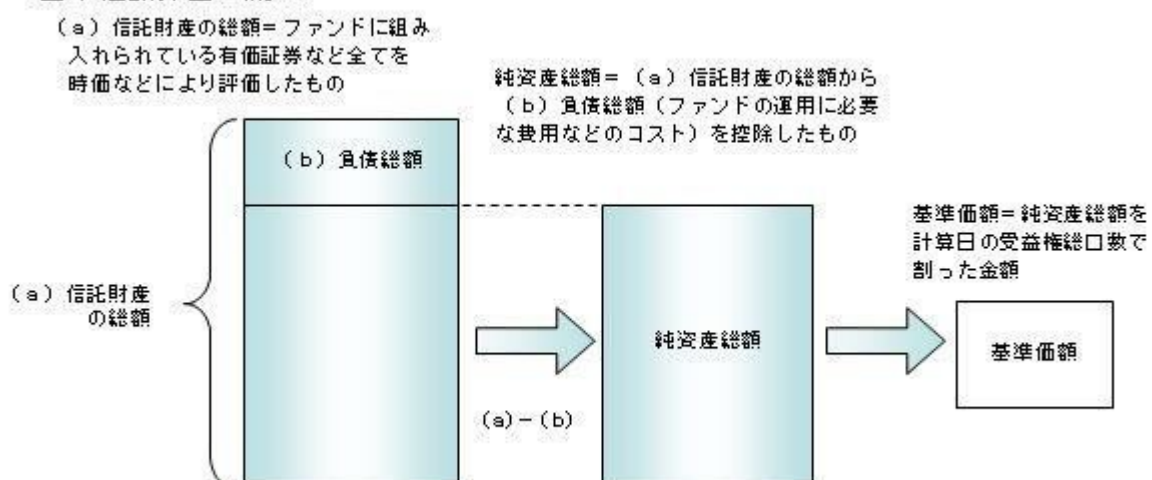 （a）信託財産の総額＝ファンドに組み
入れられている有価証券など全てを
時価などにより評価したもの
純資産総額＝（a）信託財産の総額から
（b）負債総額（ファンドの運用に必要
な費用などのコスト）を控除したもの
（b）負債総額
基準価額＝純資産総額を
計算日の受益権総口数で
割った金額
（a）信託財産
の総額
純資産総額
基準価額
(a)－(b)